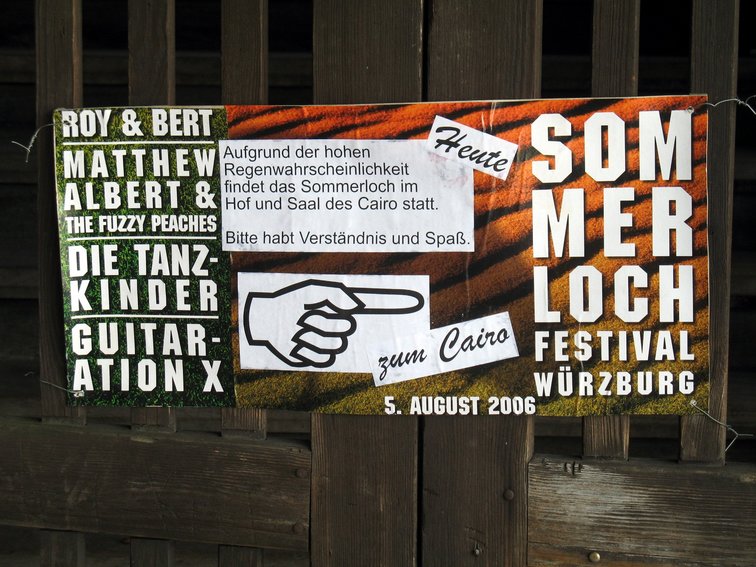 ROY & BERT
MATTHEW
ALBERT &
THE FUZZY PEACHES
DIE TANZ-
KINDER
GUITAR-
ATION X
Aufgrund der hohen
Regenwahrscheinlichkeit
findet das Sommerloch im
Hof und Saal des Cairo statt.
Bitte habt Verständnis und Spaß.
Heute
zum Cairo
5. AUGUST 2006
SOM
MER
LOCH
FESTIVAL
WÜRZBURG